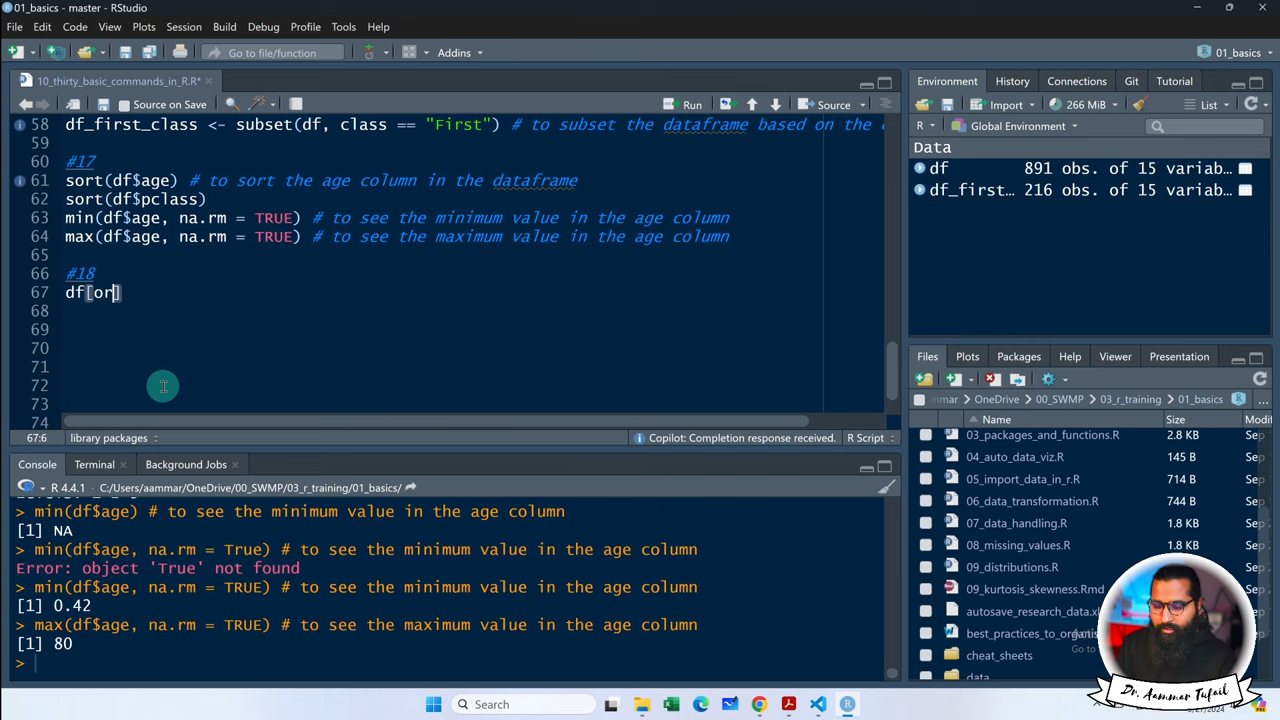 01_basics - master - RStudio
File Edit Code View Plots Session Build Debug Profile Tools Help
Go to file/function Addins 01_basics
10_thirty_basic_commands_in_R.R*
Source on Save Run Source
58 df_first_class <- subset(df, class == "First") # to subset the dataframe based on the
59
60 #17
61 sort(df$age) # to sort the age column in the dataframe
62 sort(df$pclass)
63 min(df$age, na.rm = TRUE) # to see the minimum value in the age column
64 max(df$age, na.rm = TRUE) # to see the maximum value in the age column
65
66 #18
67 df[or]
68
69
70
71
72
73
74
67:6 library packages Copilot: Completion response received. R Script
Console Terminal Background Jobs
R 4.4.1 · C:/Users/aammar/OneDrive/00_SWMP/03_r_training/01_basics/
> min(df$age) # to see the minimum value in the age column
[1] NA
> min(df$age, na.rm = True) # to see the minimum value in the age column
Error: object 'True' not found
> min(df$age, na.rm = TRUE) # to see the minimum value in the age column
[1] 0.42
> max(df$age, na.rm = TRUE) # to see the maximum value in the age column
[1] 80
>
Environment History Connections Git Tutorial
Import 266 MiB List
R Global Environment
Data
df 891 obs. of 15 variab…
df_first… 216 obs. of 15 variab…
Files Plots Packages Help Viewer Presentation
mmar OneDrive 00_SWMP 03_r_training 01_basics ...
Name Size Modif
03_packages_and_functions.R 2.8 KB Sep
04_auto_data_viz.R 145 B Sep
05_import_data_in_r.R 714 B Sep
06_data_transformation.R 744 B Sep
07_data_handling.R 1.8 KB Sep
08_missing_values.R 1.8 KB Sep
09_distributions.R
09_kurtosis_skewness.Rmd
autosave_research_data.xl
best_practices_to_organis
cheat_sheets
data
Dr. Aammar Tufail
Search